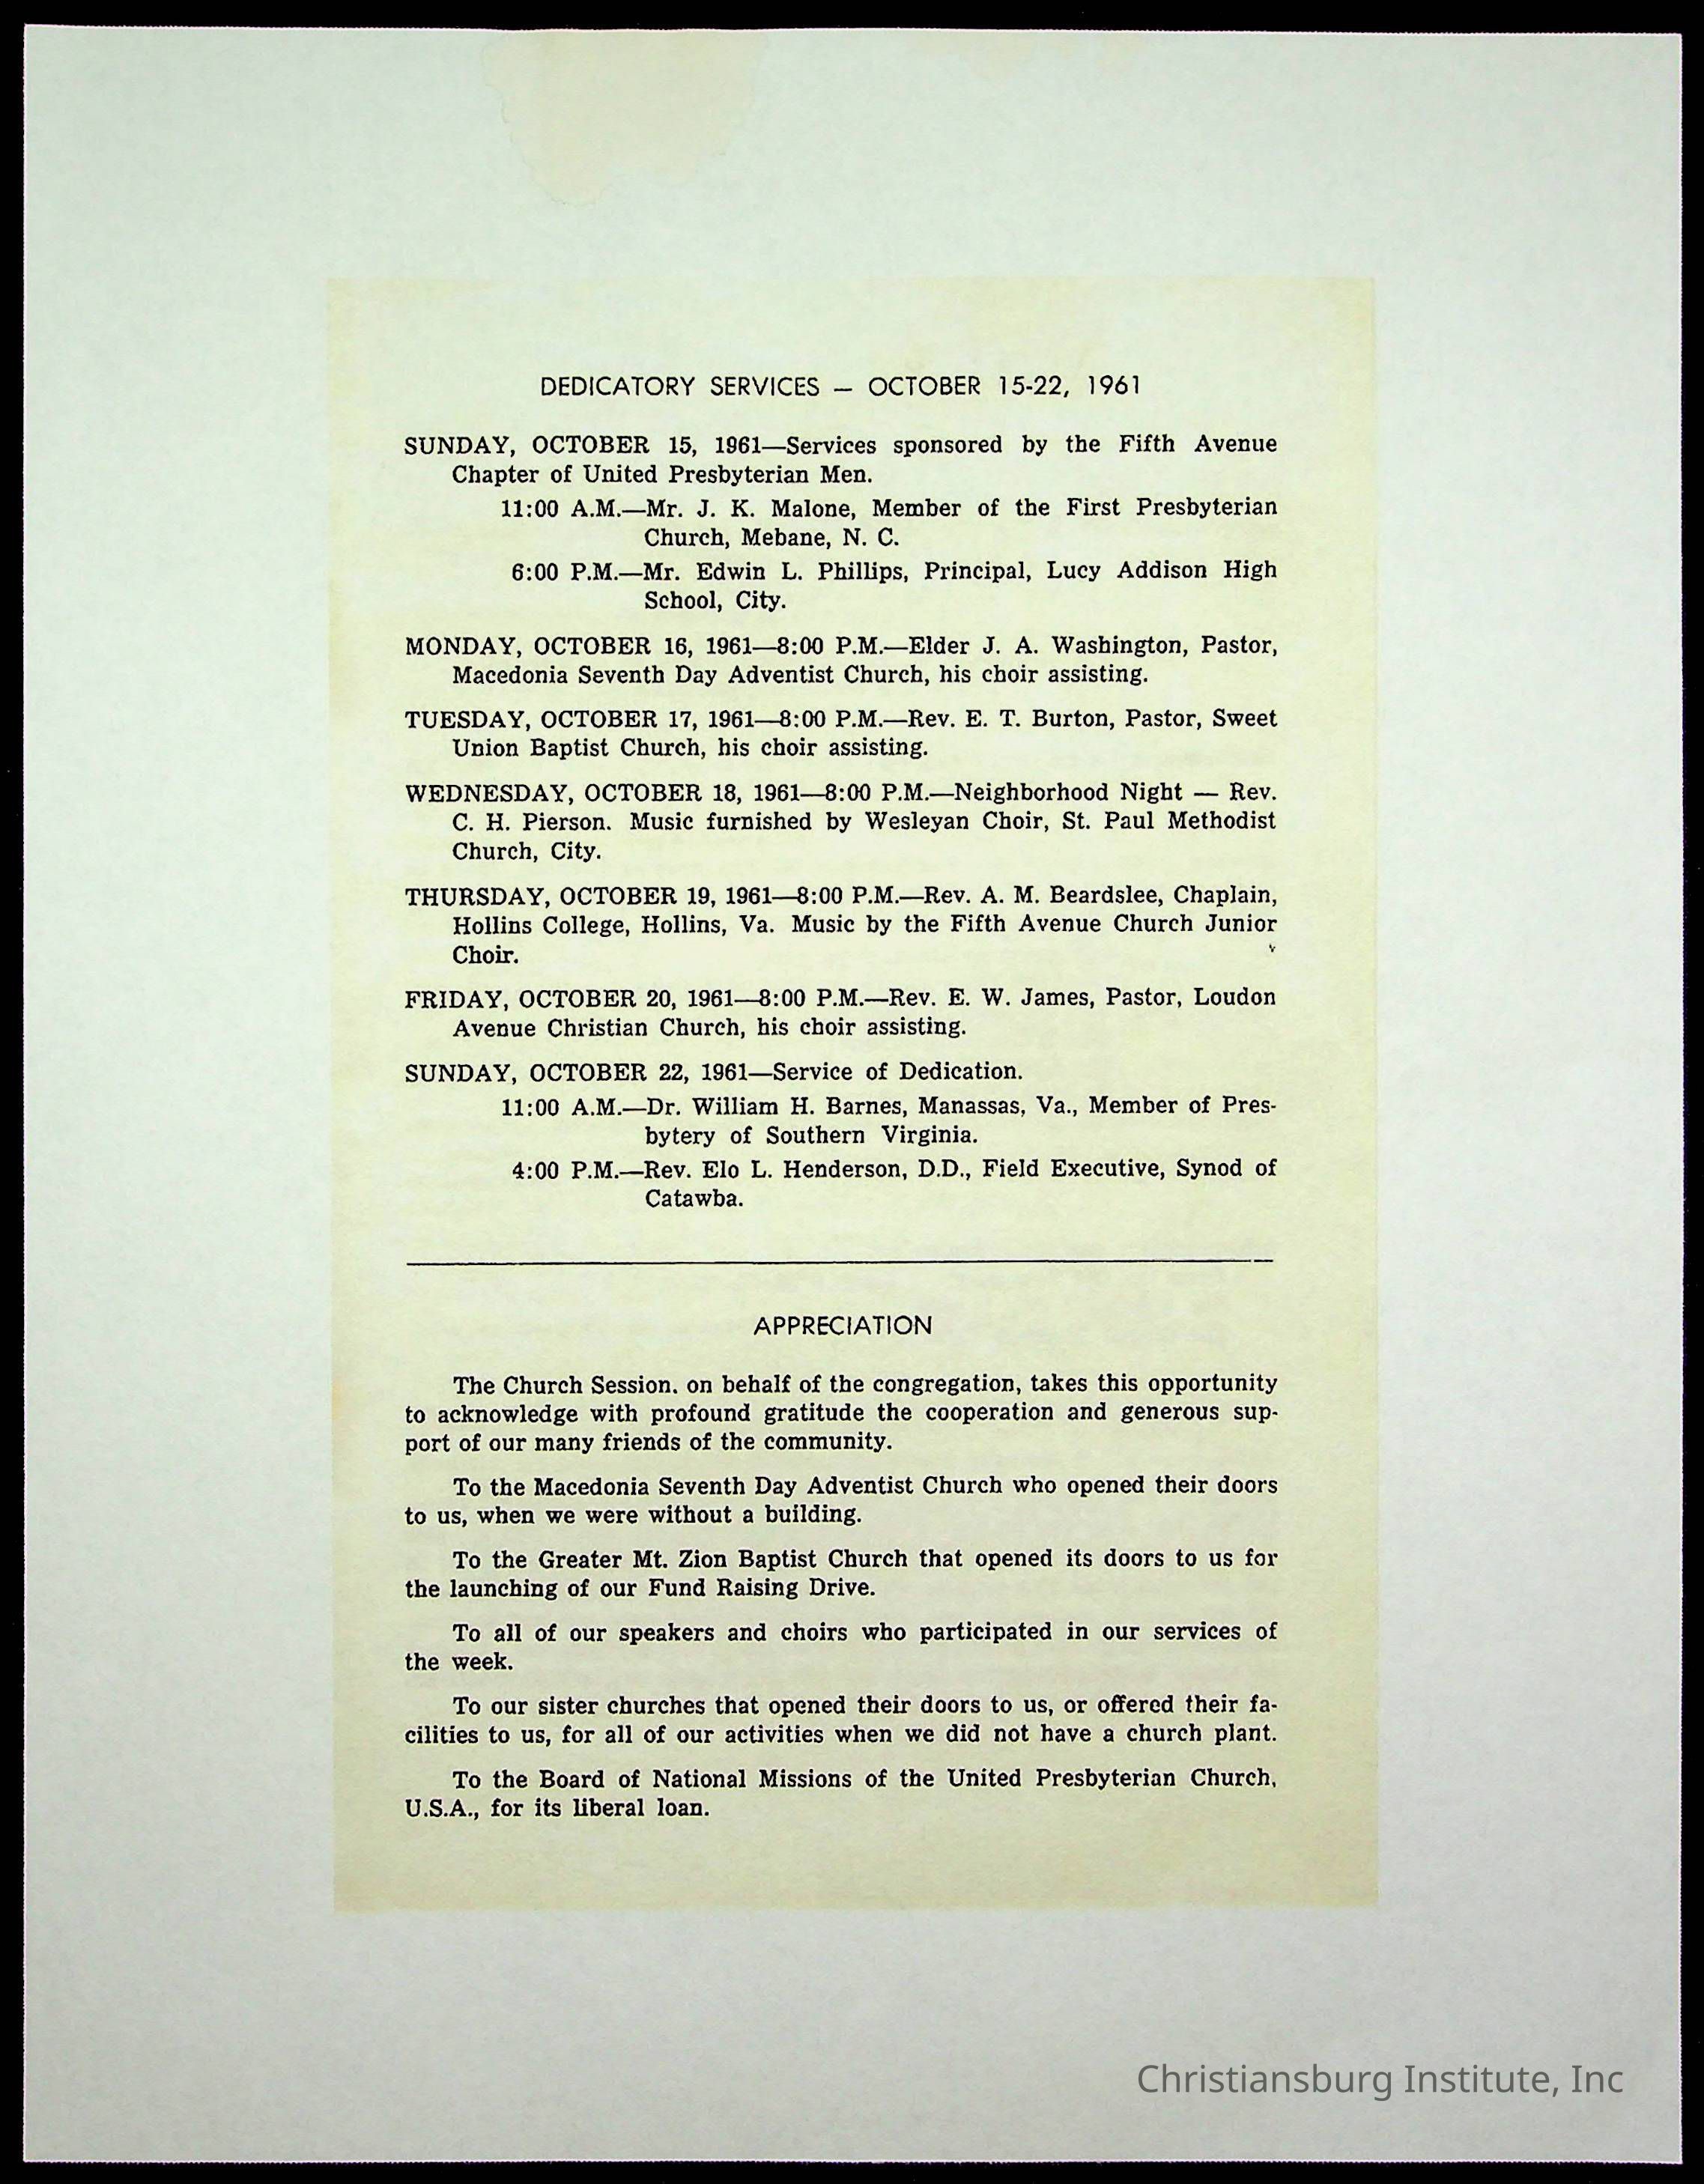 DEDICATORY SERVICES — OCTOBER 15-22, 1961
SUNDAY, OCTOBER 15, 1961—Services sponsored by the Fifth Avenue
Chapter of United Presbyterian Men.
11:00 A.M.—Mr. J. K. Malone, Member of the First Presbyterian
Church, Mebane, N. C.
6:00 P.M.—Mr. Edwin L. Phillips, Principal, Lucy Addison High
School, City.
MONDAY, OCTOBER 16, 1961—8:00 P.M.—Elder J. A. Washington, Pastor,
Macedonia Seventh Day Adventist Church, his choir assisting.
TUESDAY, OCTOBER 17, 1961—8:00 P.M.—Rev. E. T. Burton, Pastor, Sweet
Union Baptist Church, his choir assisting.
WEDNESDAY, OCTOBER 18, 1961—8:00 P.M.—Neighborhood Night — Rev.
C. H. Pierson. Music furnished by Wesleyan Choir, St. Paul Methodist
Church, City.
THURSDAY, OCTOBER 19, 1961—8:00 P.M.—Rev. A. M. Beardslee, Chaplain,
Hollins College, Hollins, Va. Music by the Fifth Avenue Church Junior
Choir.
FRIDAY, OCTOBER 20, 1961—8:00 P.M.—Rev. E. W. James, Pastor, Loudon
Avenue Christian Church, his choir assisting.
SUNDAY, OCTOBER 22, 1961—Service of Dedication.
11:00 A.M.—Dr. William H. Barnes, Manassas, Va., Member of Pres-
bytery of Southern Virginia.
4:00 P.M.—Rev. Elo L. Henderson, D.D., Field Executive, Synod of
Catawba.
APPRECIATION
The Church Session. on behalf of the congregation, takes this opportunity
to acknowledge with profound gratitude the cooperation and generous sup-
port of our many friends of the community.
To the Macedonia Seventh Day Adventist Church who opened their doors
to us, when we were without a building.
To the Greater Mt. Zion Baptist Church that opened its doors to us for
the launching of our Fund Raising Drive.
To all of our speakers and choirs who participated in our services of
the week.
To our sister churches that opened their doors to us, or offered their fa-
cilities to us, for all of our activities when we did not have a church plant.
To the Board of National Missions of the United Presbyterian Church,
U.S.A., for its liberal loan.
Christiansburg Institute, Inc